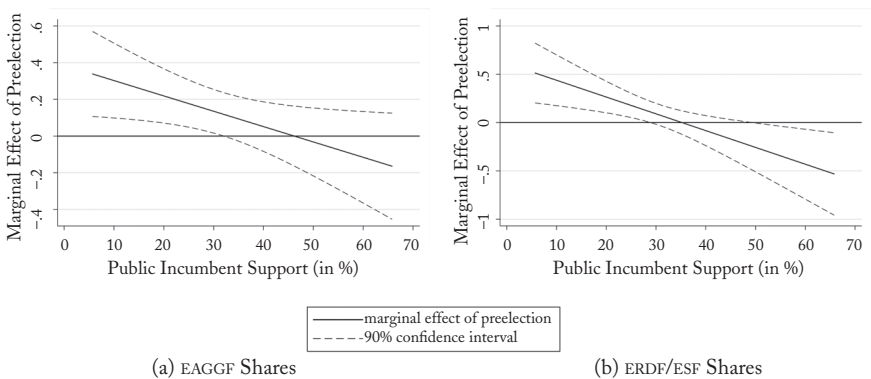 Marginal Effect of Preelection
.6
.4
.2
0
-.2
-.4
0 10 20 30 40 50 60 70
Public Incumbent Support (in %)
Marginal Effect of Preelection
1
.5
0
-.5
-1
0 10 20 30 40 50 60 70
Public Incumbent Support (in %)
marginal effect of preelection
90% confidence interval
(a) EAGGF Shares
(b) ERDF/ESF Shares